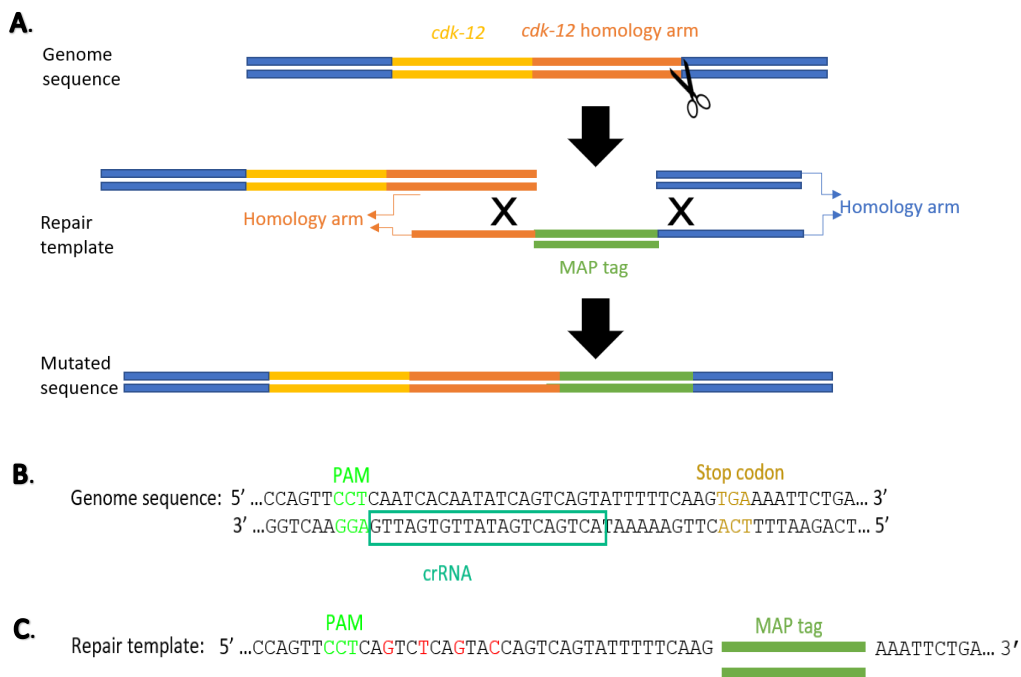 A.
cdk-12 cdk-12 homology arm
Genome
sequence
Homology arm
Homology arm
Repair
template
MAP tag
Mutated
sequence
B.
PAM
Stop codon
Genome sequence: 5’ …CCAGTTCCTCAATCACAATATCAGTCAGTATTTTTCAAGTGAAAATTCTGA… 3’
3’ …GGTCAAGGAGTTAGTGTTATAGTCAGTCATAAAAAGTTCACTTTTAAGACT… 5’
crRNA
C.
PAM
MAP tag
Repair template: 5’ …CCAGTTCCTCAGTCTCAGTACCAGTCAGTATTTTTCAAG AAATTCTGA… 3’